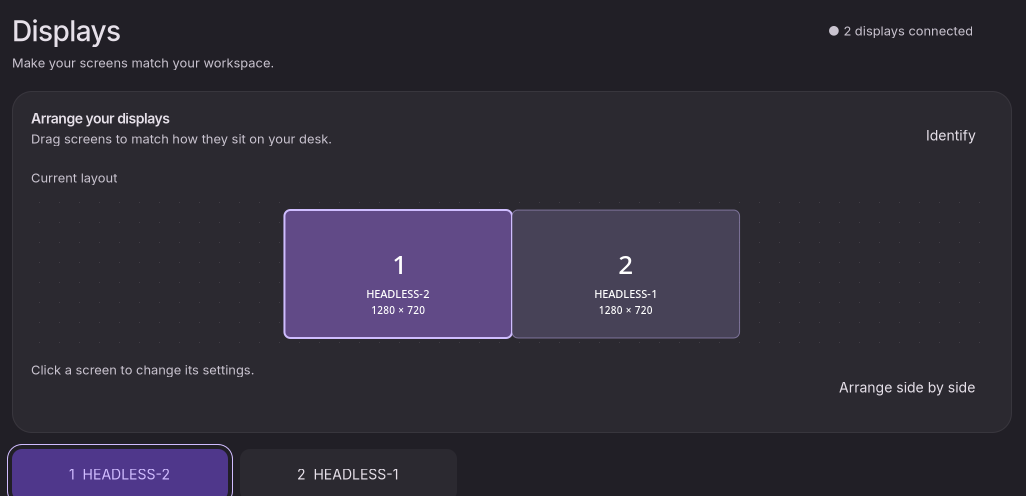 Displays
2 displays connected
Make your screens match your workspace.
Arrange your displays
Drag screens to match how they sit on your desk.
Identify
Current layout
1
HEADLESS-2
1280 × 720
2
HEADLESS-1
1280 × 720
Click a screen to change its settings.
Arrange side by side
1 HEADLESS-2
2 HEADLESS-1